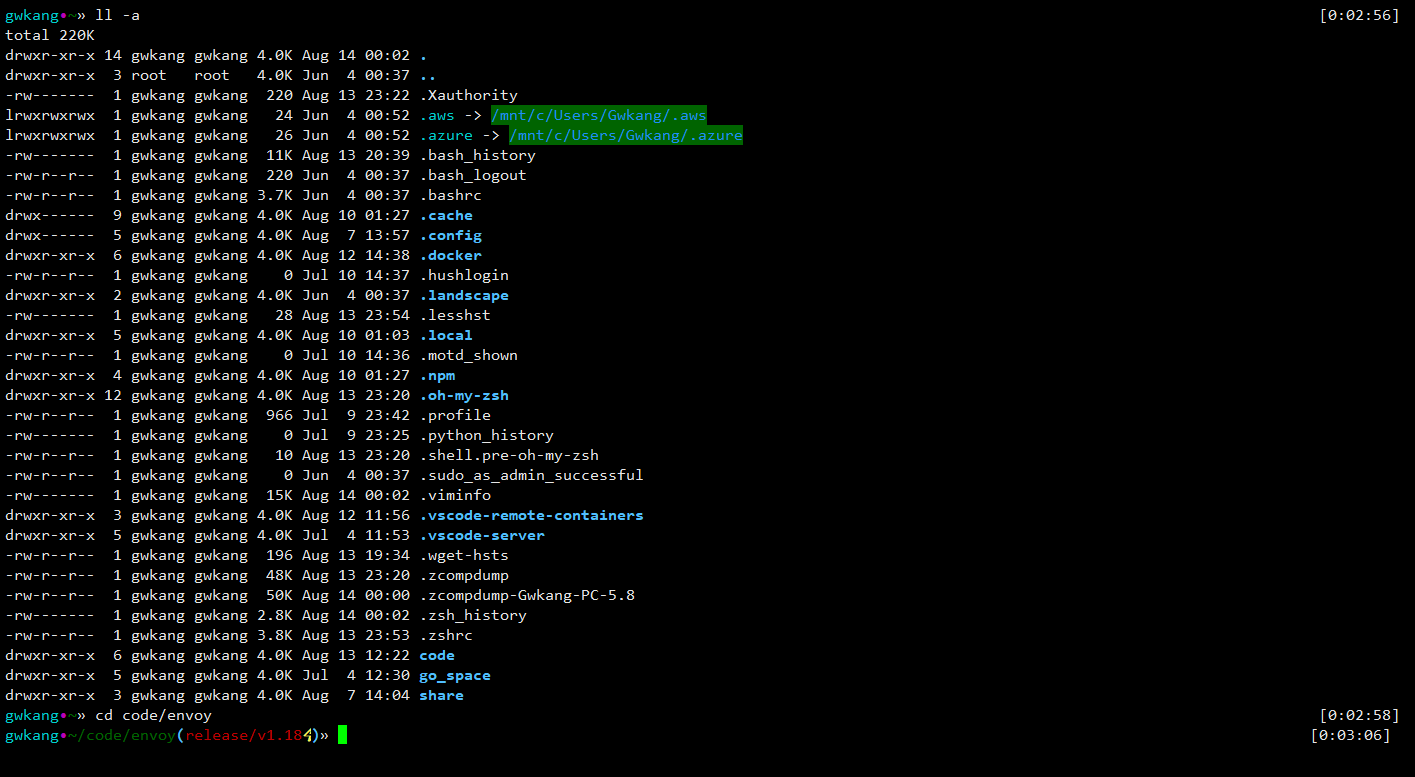 gwkang•~» ll -a [0:02:56]
total 220K
drwxr-xr-x 14 gwkang gwkang 4.0K Aug 14 00:02 .
drwxr-xr-x  3 root   root   4.0K Jun  4 00:37 ..
-rw-------  1 gwkang gwkang  220 Aug 13 23:22 .Xauthority
lrwxrwxrwx  1 gwkang gwkang   24 Jun  4 00:52 .aws -> /mnt/c/Users/Gwkang/.aws
lrwxrwxrwx  1 gwkang gwkang   26 Jun  4 00:52 .azure -> /mnt/c/Users/Gwkang/.azure
-rw-------  1 gwkang gwkang  11K Aug 13 20:39 .bash_history
-rw-r--r--  1 gwkang gwkang  220 Jun  4 00:37 .bash_logout
-rw-r--r--  1 gwkang gwkang 3.7K Jun  4 00:37 .bashrc
drwx------  9 gwkang gwkang 4.0K Aug 10 01:27 .cache
drwx------  5 gwkang gwkang 4.0K Aug  7 13:57 .config
drwxr-xr-x  6 gwkang gwkang 4.0K Aug 12 14:38 .docker
-rw-r--r--  1 gwkang gwkang    0 Jul 10 14:37 .hushlogin
drwxr-xr-x  2 gwkang gwkang 4.0K Jun  4 00:37 .landscape
-rw-------  1 gwkang gwkang   28 Aug 13 23:54 .lesshst
drwxr-xr-x  5 gwkang gwkang 4.0K Aug 10 01:03 .local
-rw-r--r--  1 gwkang gwkang    0 Jul 10 14:36 .motd_shown
drwxr-xr-x  4 gwkang gwkang 4.0K Aug 10 01:27 .npm
drwxr-xr-x 12 gwkang gwkang 4.0K Aug 13 23:20 .oh-my-zsh
-rw-r--r--  1 gwkang gwkang  966 Jul  9 23:42 .profile
-rw-------  1 gwkang gwkang    0 Jul  9 23:25 .python_history
-rw-r--r--  1 gwkang gwkang   10 Aug 13 23:20 .shell.pre-oh-my-zsh
-rw-r--r--  1 gwkang gwkang    0 Jun  4 00:37 .sudo_as_admin_successful
-rw-------  1 gwkang gwkang  15K Aug 14 00:02 .viminfo
drwxr-xr-x  3 gwkang gwkang 4.0K Aug 12 11:56 .vscode-remote-containers
drwxr-xr-x  5 gwkang gwkang 4.0K Jul  4 11:53 .vscode-server
-rw-r--r--  1 gwkang gwkang  196 Aug 13 19:34 .wget-hsts
-rw-r--r--  1 gwkang gwkang  48K Aug 13 23:20 .zcompdump
-rw-r--r--  1 gwkang gwkang  50K Aug 14 00:00 .zcompdump-Gwkang-PC-5.8
-rw-------  1 gwkang gwkang 2.8K Aug 14 00:02 .zsh_history
-rw-r--r--  1 gwkang gwkang 3.8K Aug 13 23:53 .zshrc
drwxr-xr-x  6 gwkang gwkang 4.0K Aug 13 12:22 code
drwxr-xr-x  5 gwkang gwkang 4.0K Jul  4 12:30 go_space
drwxr-xr-x  3 gwkang gwkang 4.0K Aug  7 14:04 share
gwkang•~» cd code/envoy [0:02:58]
gwkang•~/code/envoy(release/v1.18⚡)» [0:03:06]